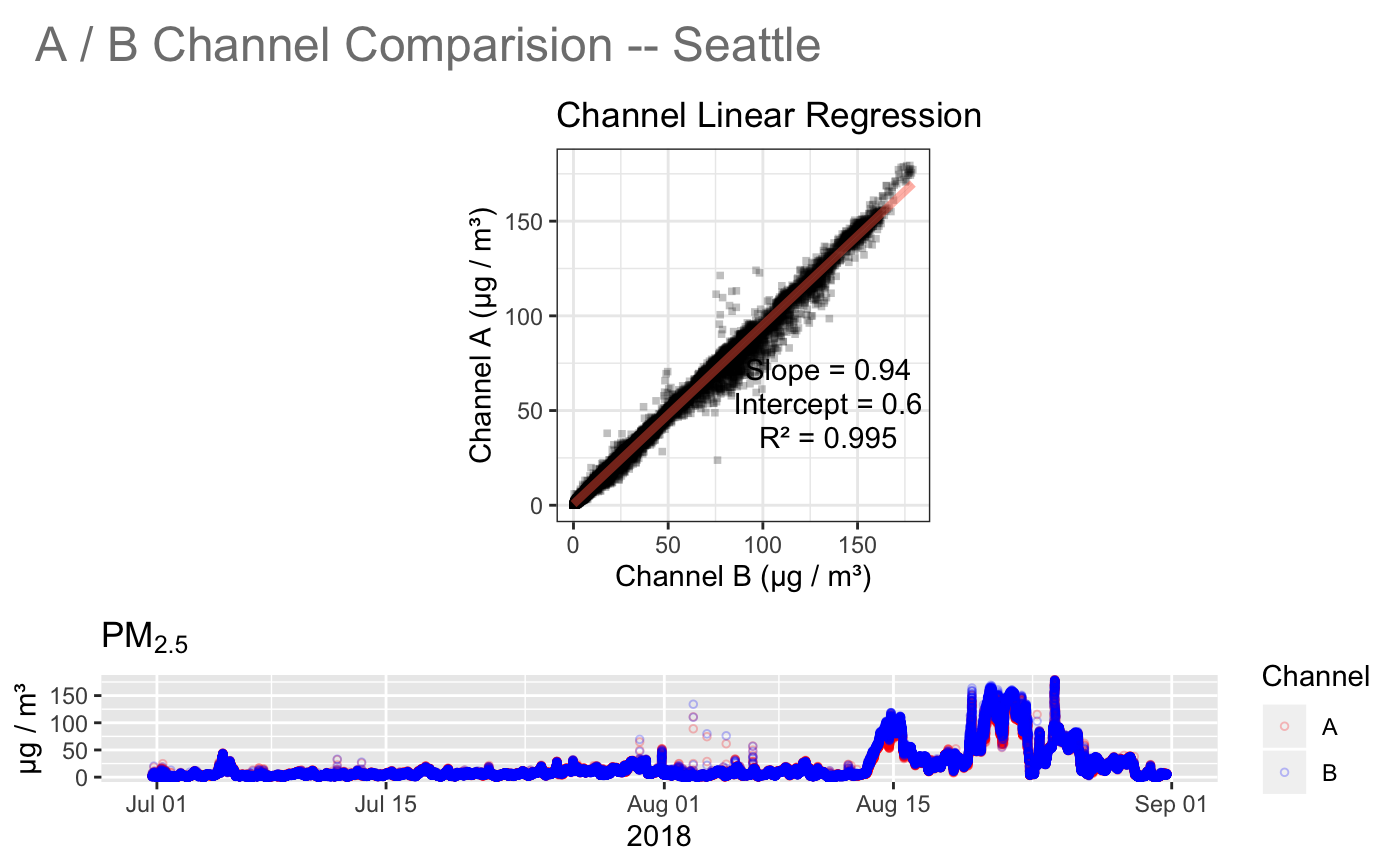 A / B Channel Comparision -- Seattle
Channel Linear Regression
Channel A (µg / m³)
150
100
50
0
Slope = 0.94
Intercept = 0.6
R² = 0.995
0 50 100 150
Channel B (µg / m³)
PM2.5
µg / m³
150
100
50
0
Jul 01 Jul 15 Aug 01 Aug 15 Sep 01
2018
Channel
A
B